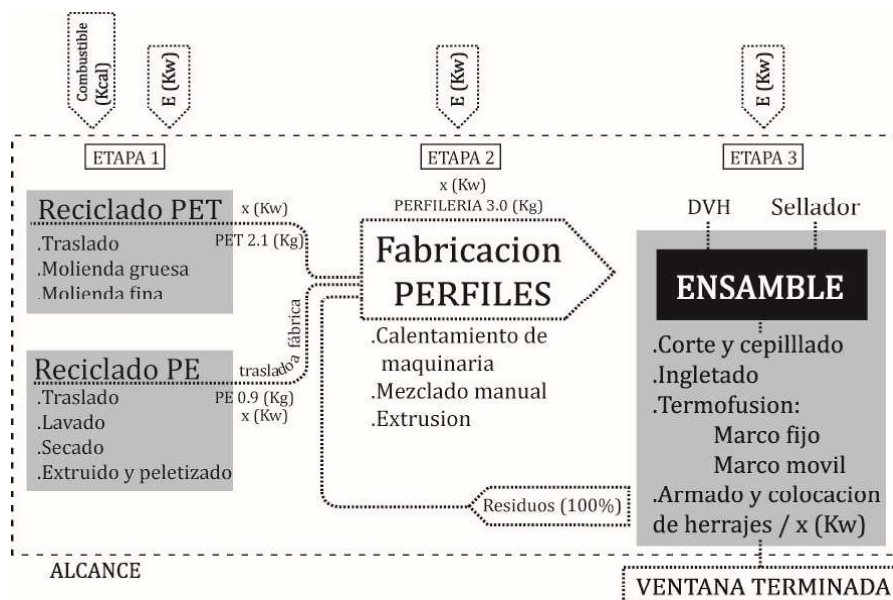 Combustible
(Kcal)
E (Kw)
E (Kw)
E (Kw)
ETAPA 1
ETAPA 2
ETAPA 3
Reciclado PET
x (Kw)
PET 2.1 (Kg)
.Traslado
.Molienda gruesa
.Molienda fina
Reciclado PE
traslado a fábrica
PE 0.9 (Kg)
x (Kw)
.Traslado
.Lavado
.Secado
.Extruido y peletizado
x (Kw)
PERFILERIA 3.0 (Kg)
Fabricacion
PERFILES
.Calentamiento de
maquinaria
.Mezclado manual
.Extrusion
Residuos (100%)
DVH
Sellador
ENSAMBLE
.Corte y cepilllado
.Ingletado
.Termofusion:
Marco fijo
Marco movil
.Armado y colocacion
de herrajes / x (Kw)
ALCANCE
VENTANA TERMINADA